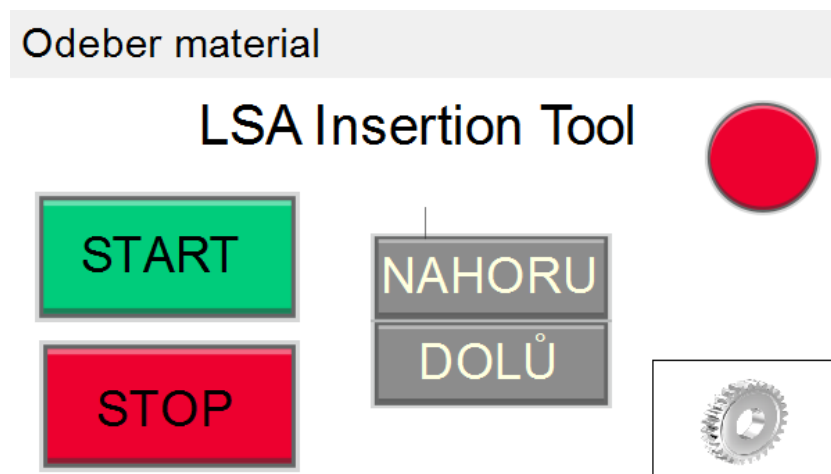 Odeber material
LSA Insertion Tool
START
NAHORU
DOLŮ
STOP